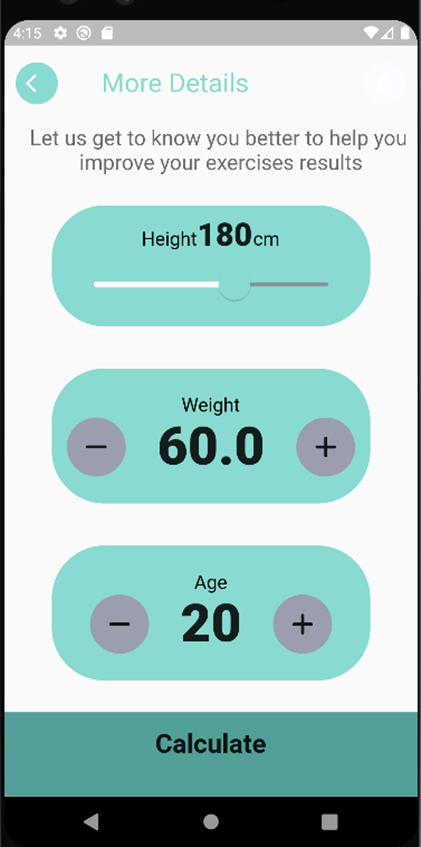 4:15
More Details
Let us get to know you better to help you
improve your exercises results
Height180cm
Weight
− 60.0 +
Age
− 20 +
Calculate